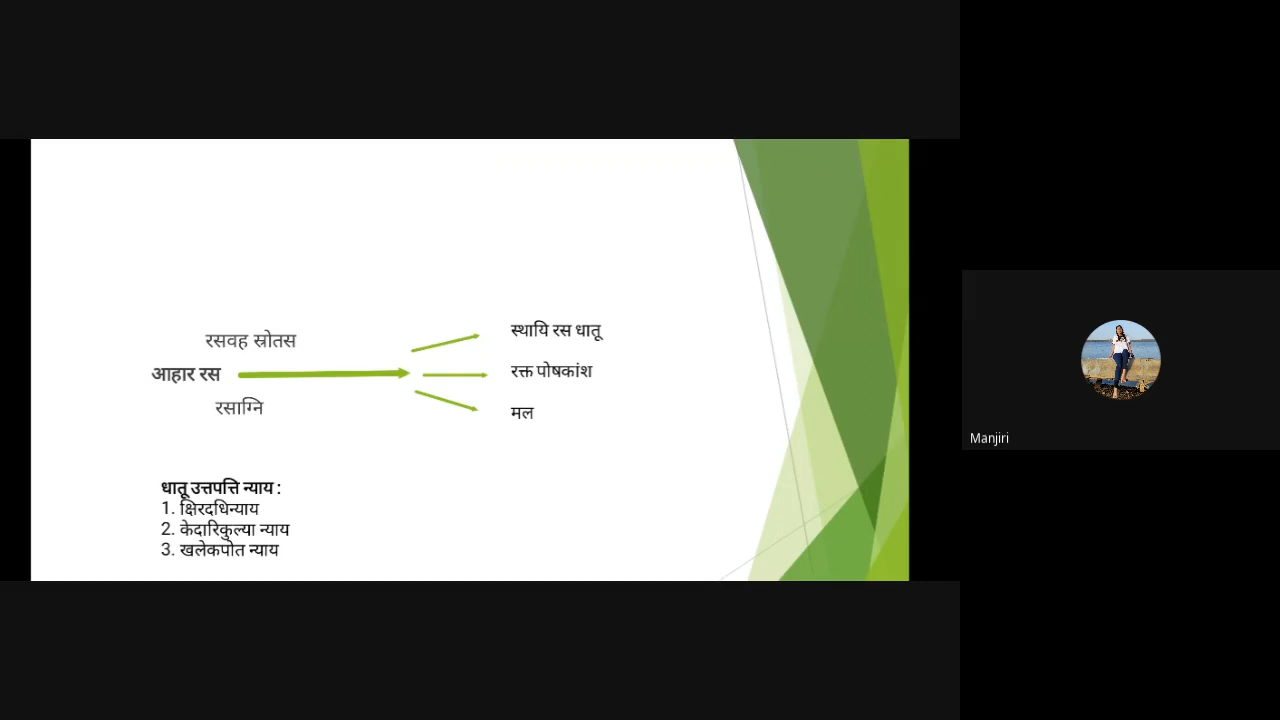 रसवह स्रोतस
आहार रस
रसाग्नि
स्थायि रस धातू
रक्त पोषकांश
मल
धातू उत्तपत्ति न्याय :
1. क्षिरदधिन्याय
2. केदारिकुल्या न्याय
3. खलेकपोत न्याय
Manjiri